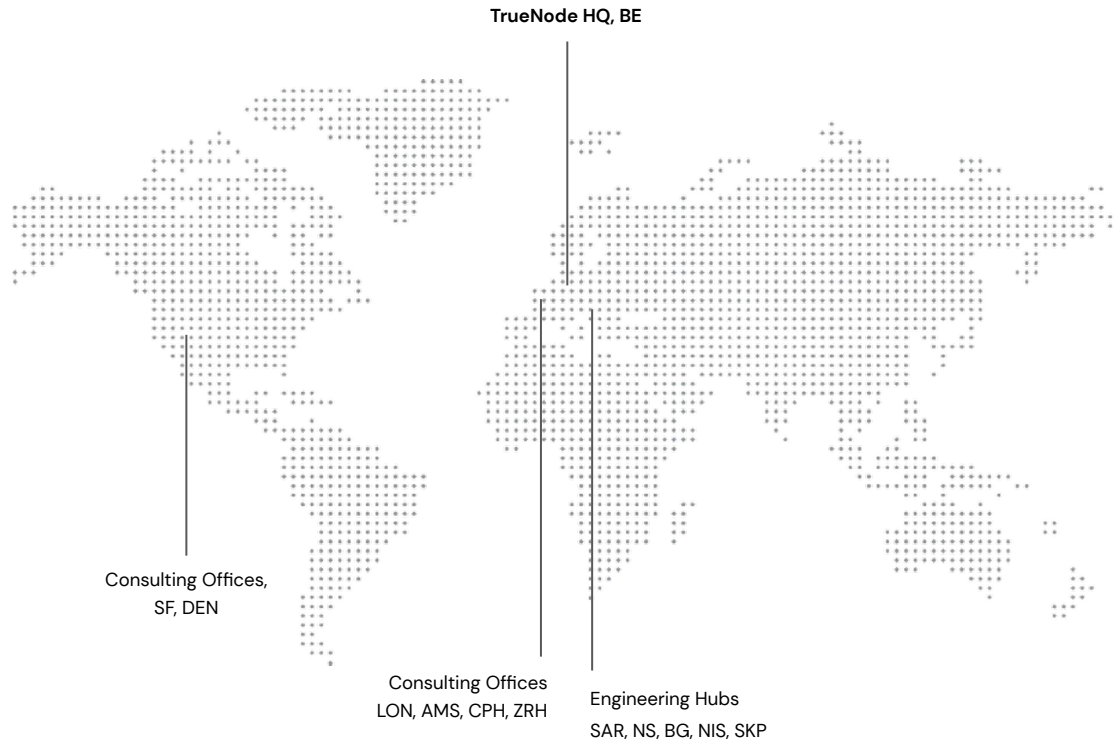 TrueNode HQ, BE
Consulting Offices,
SF, DEN
Consulting Offices
LON, AMS, CPH, ZRH
Engineering Hubs
SAR, NS, BG, NIS, SKP